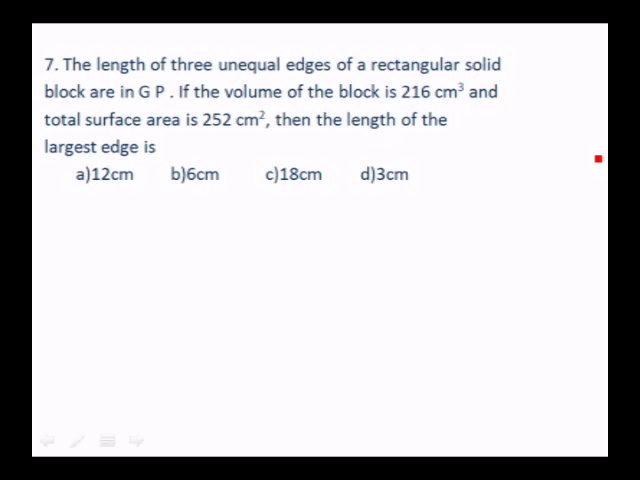 7. The length of three unequal edges of a rectangular solid
block are in G P . If the volume of the block is 216 cm³ and
total surface area is 252 cm², then the length of the
largest edge is
a)12cm b)6cm c)18cm d)3cm